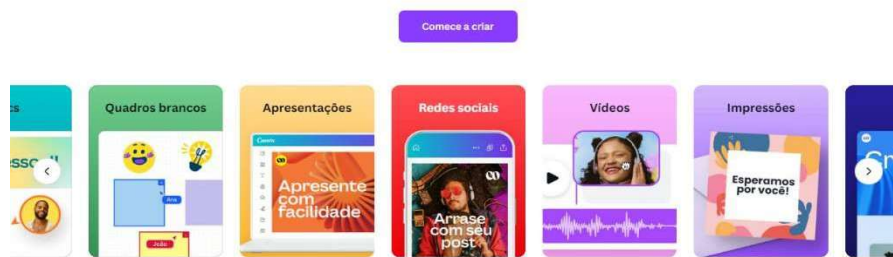 Comece a criar
Quadros brancos
Apresentações
Redes sociais
Vídeos
Impressões
Ana
João
Canva
Apresente
com
facilidade
Arrase
com seu
post
Esperamos
por você!